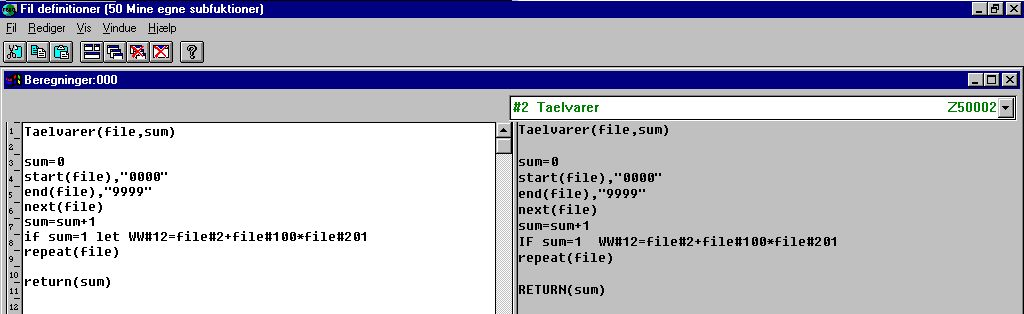 Fil definitioner (50 Mine egne subfuktioner)
Fil Rediger Vis Vindue Hjælp
?
Beregninger:000
#2 Taelvarer Z50002
1 Taelvarer(file,sum)
2
3 sum=0
4 start(file),"0000"
5 end(file),"9999"
6 next(file)
7 sum=sum+1
8 if sum=1 let WW#12=file#2+file#100*file#201
9 repeat(file)
10
11 return(sum)
12
Taelvarer(file,sum)
sum=0
start(file),"0000"
end(file),"9999"
next(file)
sum=sum+1
IF sum=1  WW#12=file#2+file#100*file#201
repeat(file)
RETURN(sum)